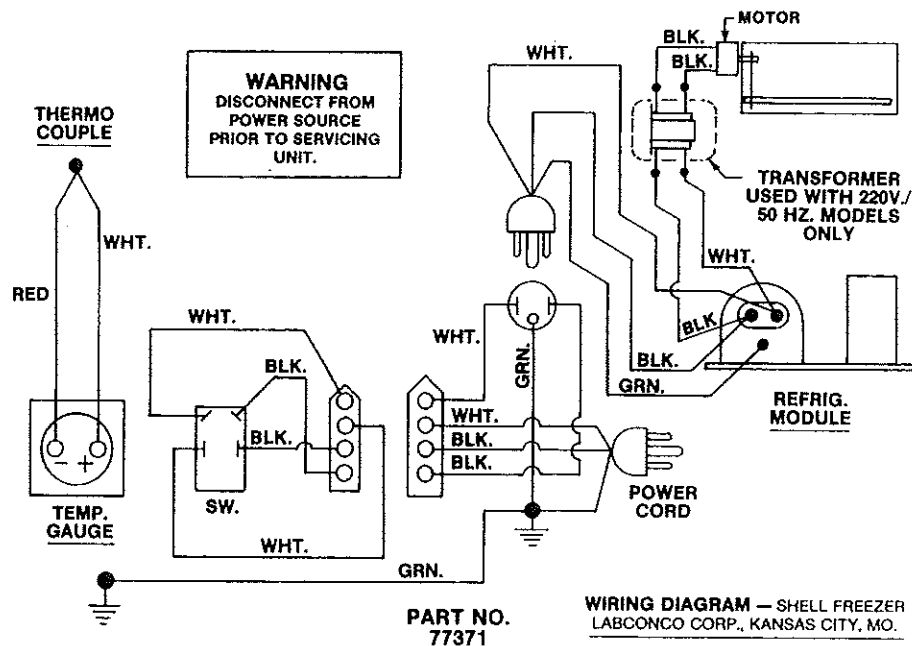 MOTOR
BLK.
BLK.
WHT.
WARNING
DISCONNECT FROM
POWER SOURCE
PRIOR TO SERVICING
UNIT.
THERMO
COUPLE
TRANSFORMER
USED WITH 220V./
50 HZ. MODELS
ONLY
WHT.
WHT.
RED
WHT.
WHT.
BLK
BLK.
GRN.
BLK.
GRN.
REFRIG.
MODULE
WHT.
BLK.
BLK.
BLK.
- +
SW.
TEMP.
GAUGE
POWER
CORD
WHT.
GRN.
PART NO.
77371
WIRING DIAGRAM — SHELL FREEZER
LABCONCO CORP., KANSAS CITY, MO.